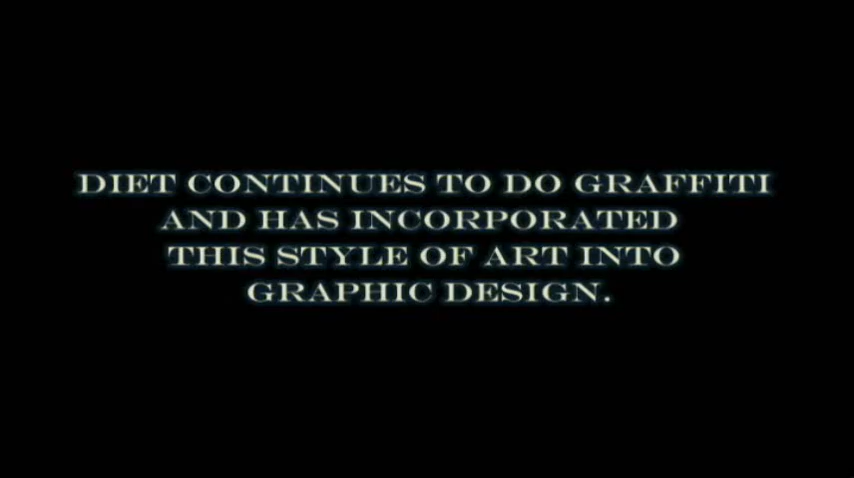 DIET CONTINUES TO DO GRAFFITI
AND HAS INCORPORATED
THIS STYLE OF ART INTO
GRAPHIC DESIGN.